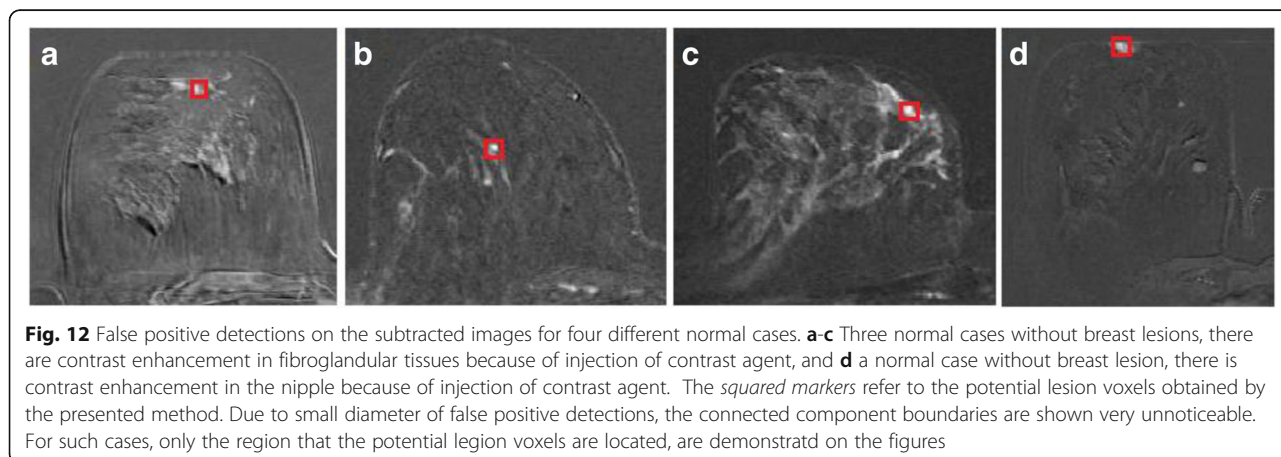 a b c d
Fig. 12 False positive detections on the subtracted images for four different normal cases. a-c Three normal cases without breast lesions, there
are contrast enhancement in fibroglandular tissues because of injection of contrast agent, and d a normal case without breast lesion, there is
contrast enhancement in the nipple because of injection of contrast agent. The squared markers refer to the potential lesion voxels obtained by
the presented method. Due to small diameter of false positive detections, the connected component boundaries are shown very unnoticeable.
For such cases, only the region that the potential legion voxels are located, are demonstratd on the figures